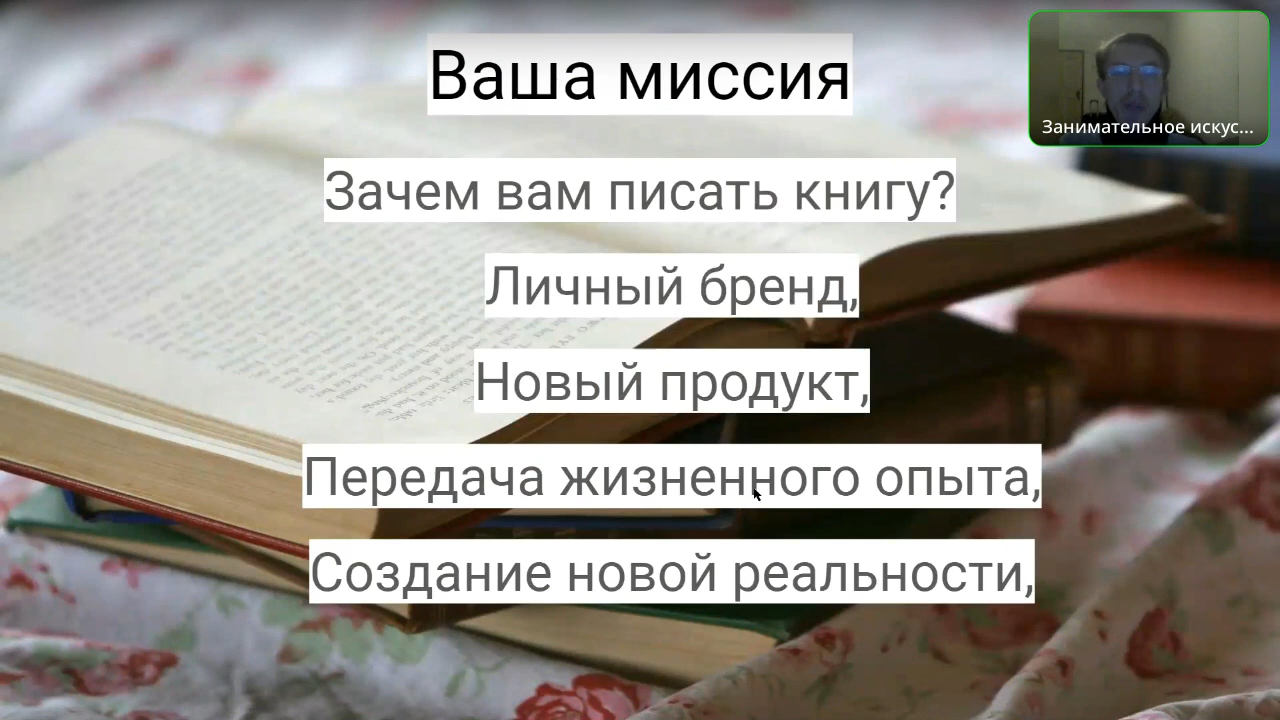 Ваша миссия
Занимательное искус...
Зачем вам писать книгу?
Личный бренд,
Новый продукт,
Передача жизненного опыта,
Создание новой реальности,